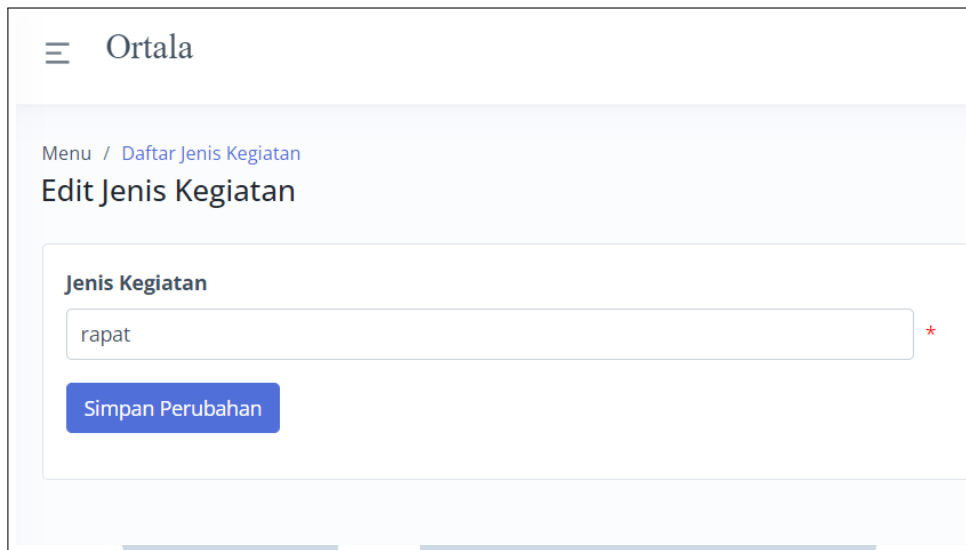 Ortala
Menu / Daftar Jenis Kegiatan
Edit Jenis Kegiatan
Jenis Kegiatan
rapat *
Simpan Perubahan